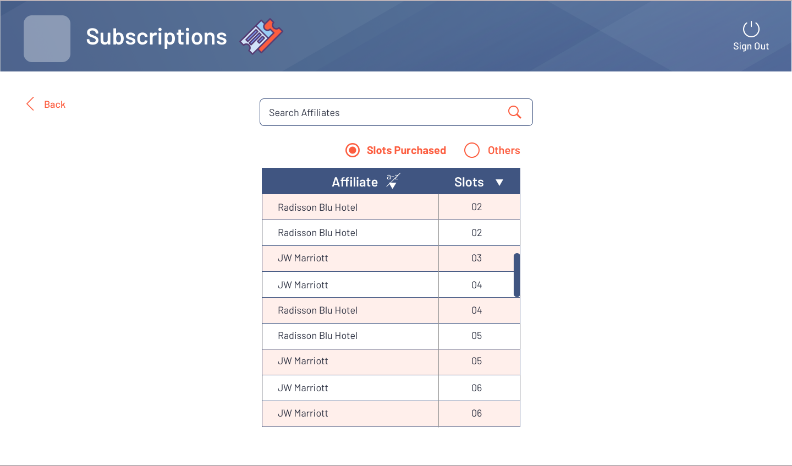 Subscriptions
Sign Out
Back
Search Affiliates
Slots Purchased
Others
Affiliate a-z Slots
Radisson Blu Hotel 02
Radisson Blu Hotel 02
JW Marriott 03
JW Marriott 04
Radisson Blu Hotel 04
Radisson Blu Hotel 05
JW Marriott 05
JW Marriott 06
JW Marriott 06